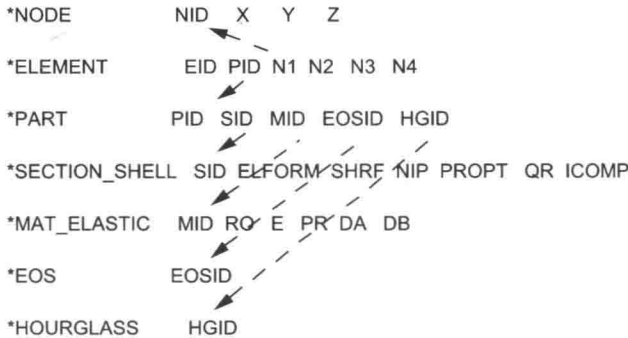 *NODE NID X Y Z
*ELEMENT EID PID N1 N2 N3 N4
*PART PID SID MID EOSID HGID
*SECTION_SHELL SID ELFORM SHRF NIP PROPT QR ICOMP
*MAT_ELASTIC MID RO E PR DA DB
*EOS EOSID
*HOURGLASS HGID